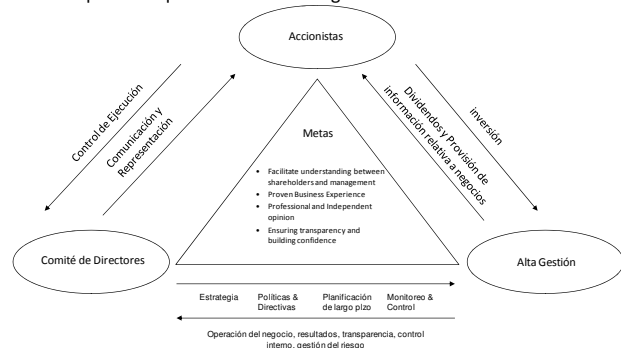 Accionistas
Control de Ejecución
Comunicación y
Representación
Dividendos y Provisión de
información relativa a negocios
inversión
Metas
• Facilitate understanding between
shareholders and management
• Proven Business Experience
• Professional and Independent
opinion
• Ensuring transparency and
building confidence
Comité de Directores
Alta Gestión
Estrategia
Políticas &
Directivas
Planificación
de largo plzo
Monitoreo &
Control
Operación del negocio, resultados, transparencia, control
interno, gestión del riesgo